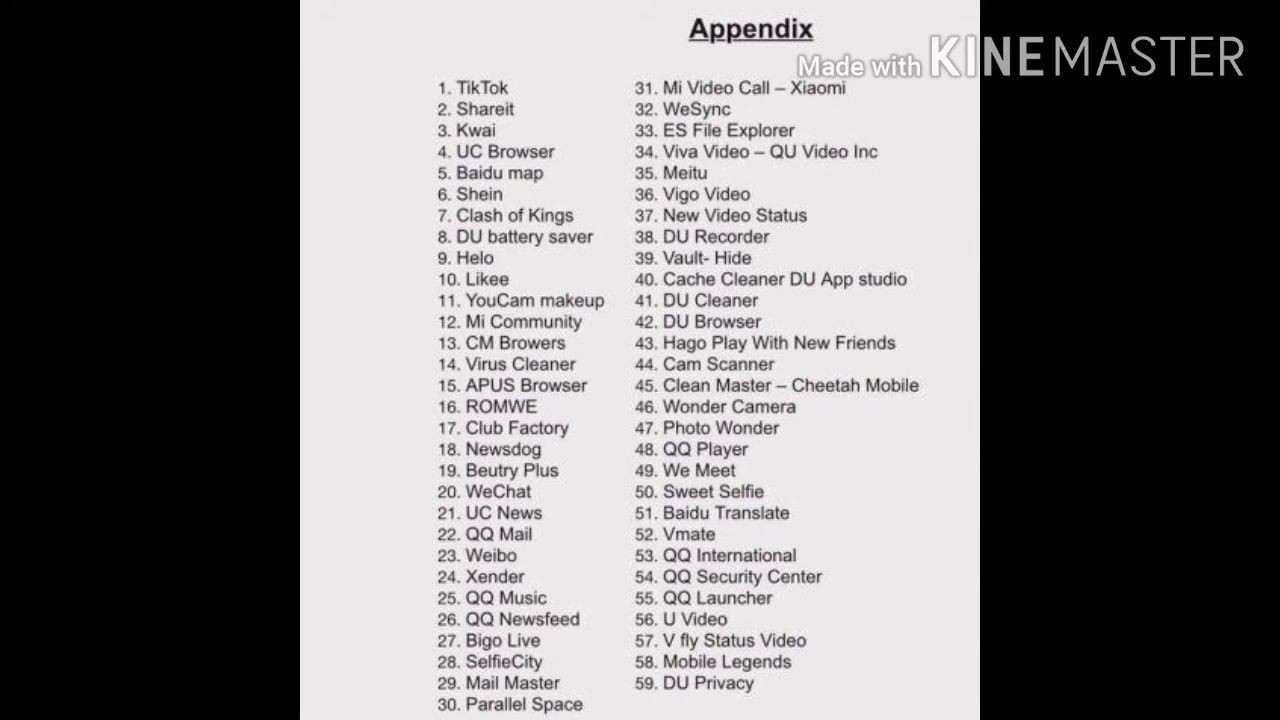 Appendix
Made with KINEMASTER
1. TikTok
2. Shareit
3. Kwai
4. UC Browser
5. Baidu map
6. Shein
7. Clash of Kings
8. DU battery saver
9. Helo
10. Likee
11. YouCam makeup
12. Mi Community
13. CM Browers
14. Virus Cleaner
15. APUS Browser
16. ROMWE
17. Club Factory
18. Newsdog
19. Beutry Plus
20. WeChat
21. UC News
22. QQ Mail
23. Weibo
24. Xender
25. QQ Music
26. QQ Newsfeed
27. Bigo Live
28. SelfieCity
29. Mail Master
30. Parallel Space
31. Mi Video Call – Xiaomi
32. WeSync
33. ES File Explorer
34. Viva Video – QU Video Inc
35. Meitu
36. Vigo Video
37. New Video Status
38. DU Recorder
39. Vault- Hide
40. Cache Cleaner DU App studio
41. DU Cleaner
42. DU Browser
43. Hago Play With New Friends
44. Cam Scanner
45. Clean Master – Cheetah Mobile
46. Wonder Camera
47. Photo Wonder
48. QQ Player
49. We Meet
50. Sweet Selfie
51. Baidu Translate
52. Vmate
53. QQ International
54. QQ Security Center
55. QQ Launcher
56. U Video
57. V fly Status Video
58. Mobile Legends
59. DU Privacy